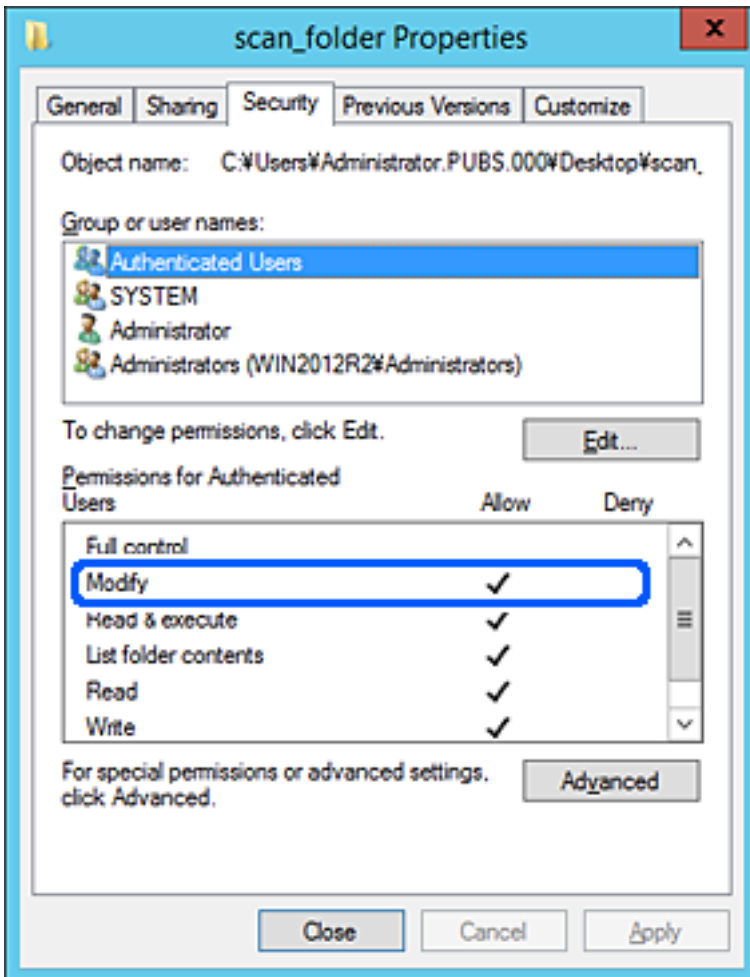 scan_folder Properties
x
General Sharing Security Previous Versions Customize
Object name: C:¥Users¥Administrator.PUBS.000¥Desktop¥scan_
Group or user names:
Authenticated Users
SYSTEM
Administrator
Administrators (WIN2012R2¥Administrators)
To change permissions, click Edit.
Edit...
Permissions for Authenticated
Users Allow Deny
Full control
Modify
Read & execute
List folder contents
Read
Write
For special permissions or advanced settings,
click Advanced.
Advanced
Close Cancel Apply